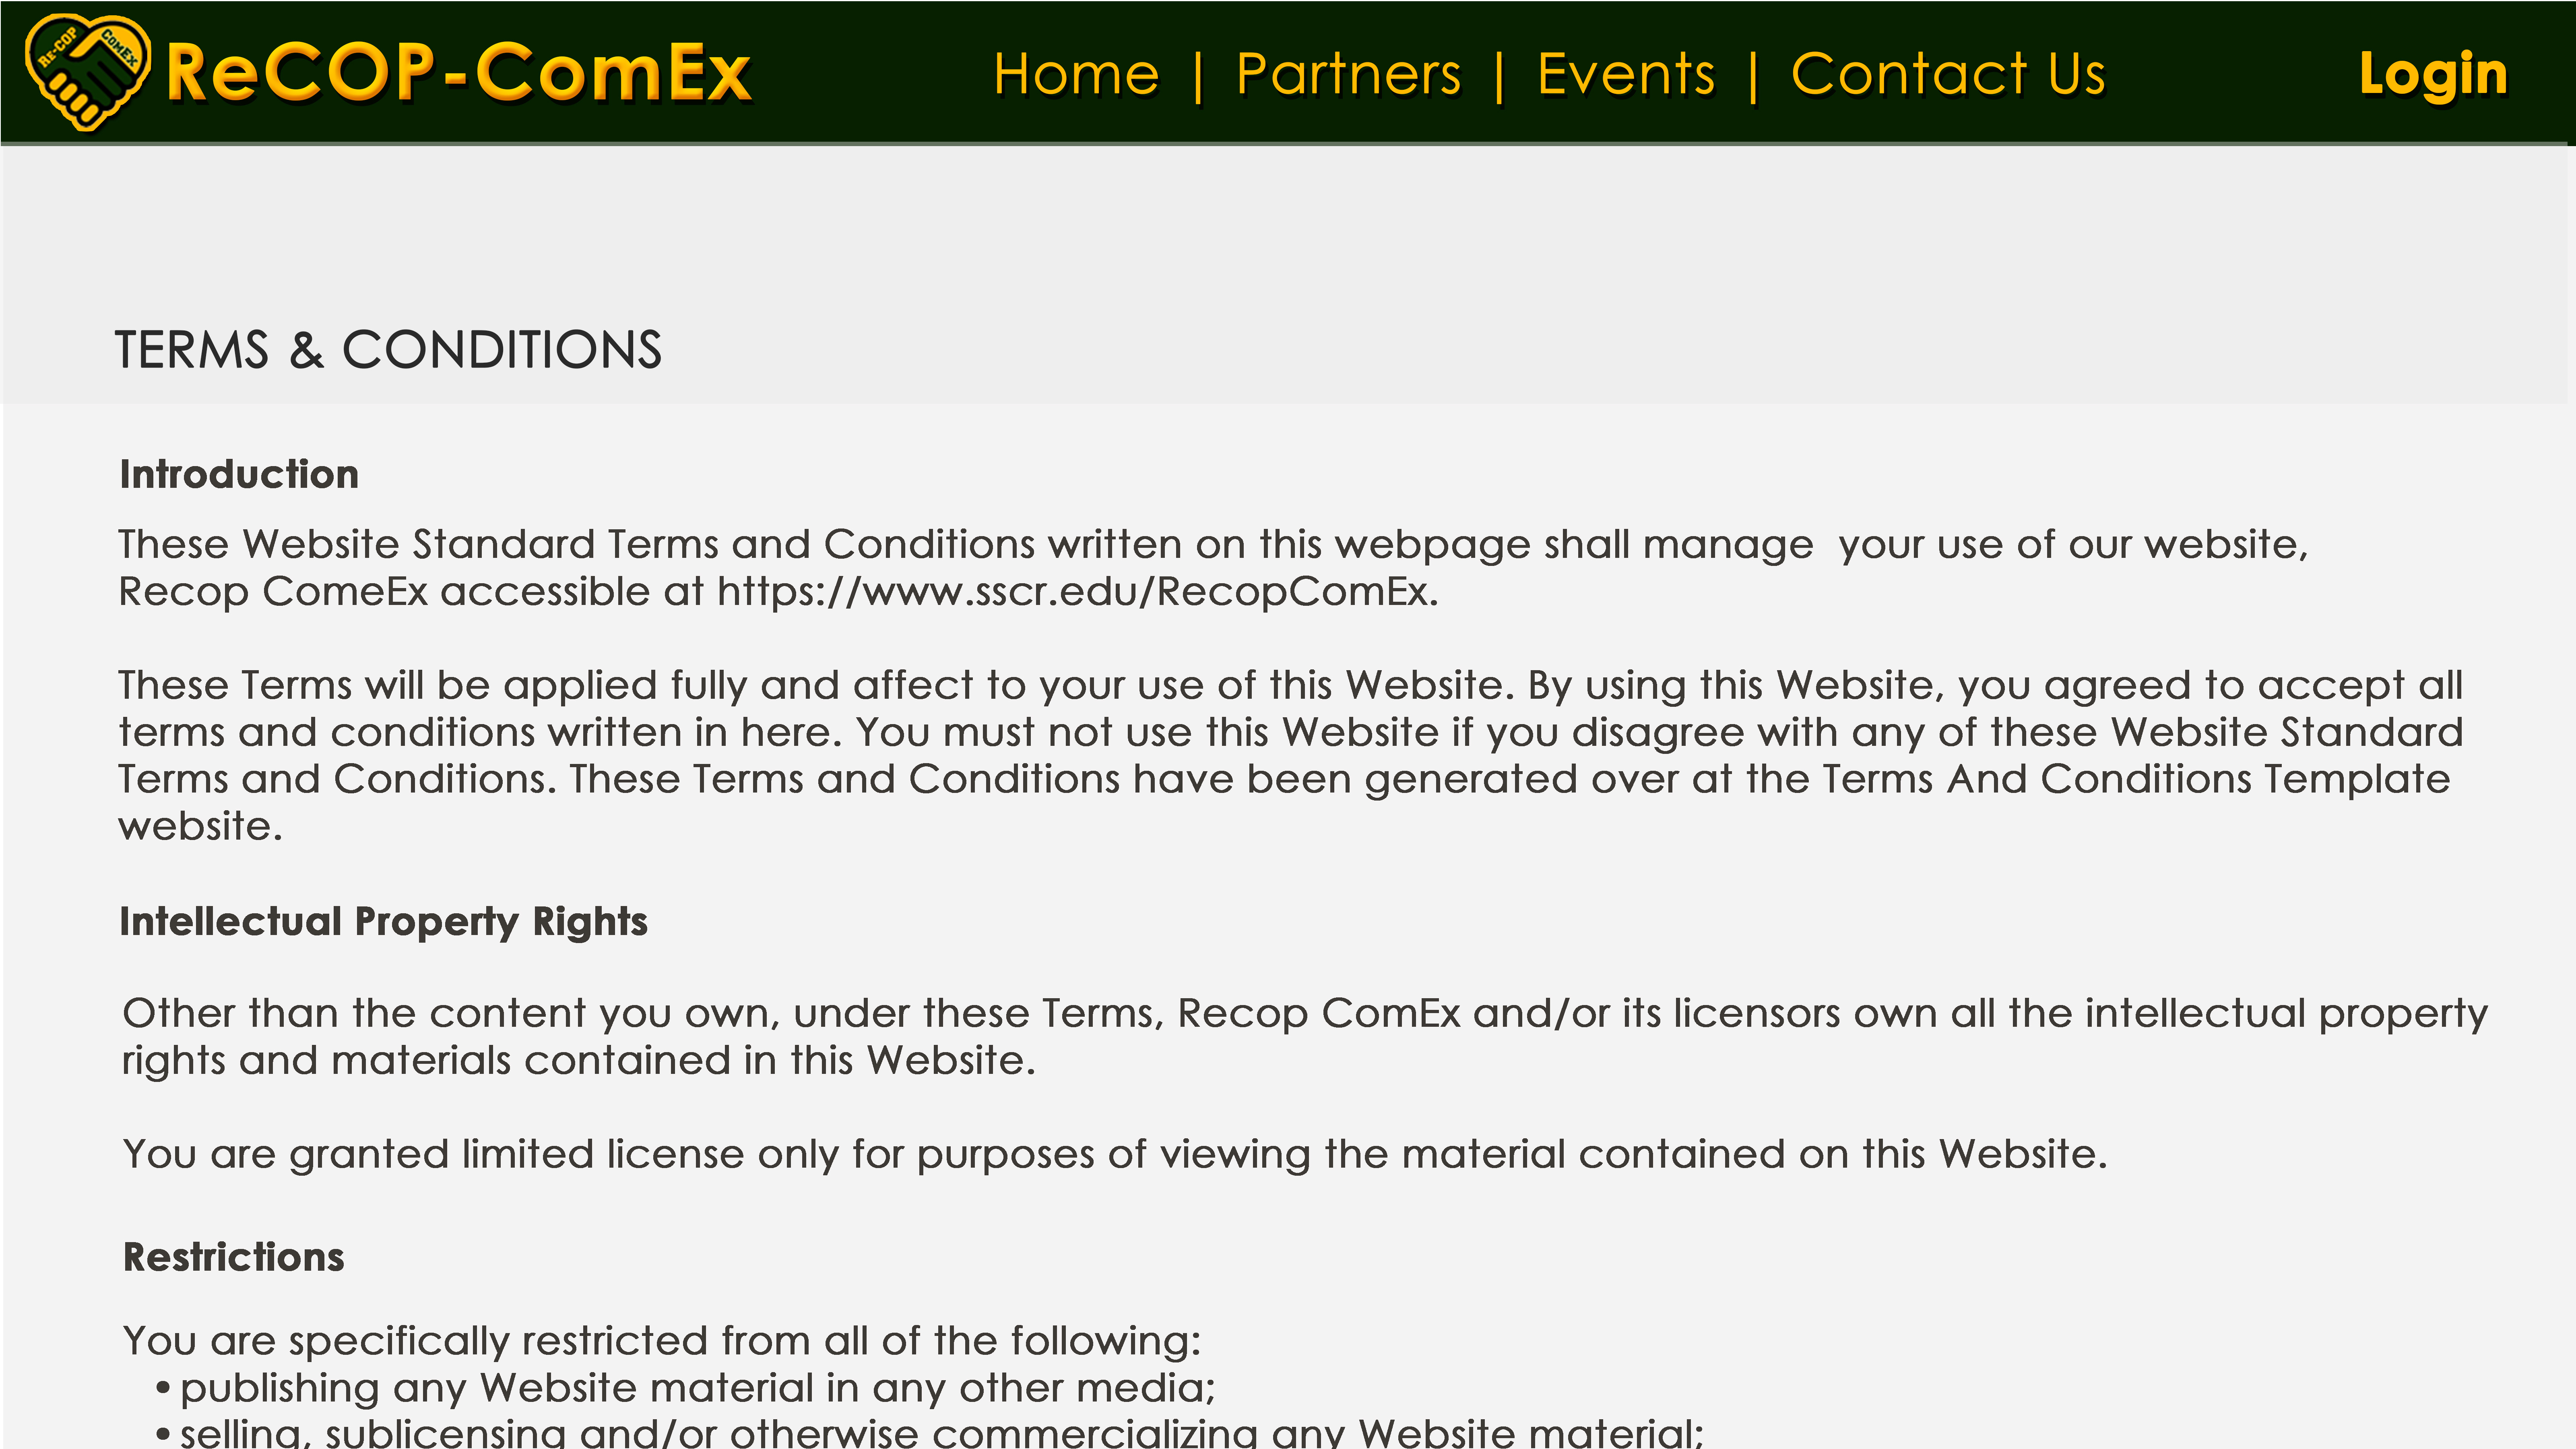 RE-COP COMEX
ReCOP-ComEx
Home | Partners | Events | Contact Us
Login
TERMS & CONDITIONS
Introduction
These Website Standard Terms and Conditions written on this webpage shall manage  your use of our website,
Recop ComeEx accessible at https://www.sscr.edu/RecopComEx.
These Terms will be applied fully and affect to your use of this Website. By using this Website, you agreed to accept all
terms and conditions written in here. You must not use this Website if you disagree with any of these Website Standard
Terms and Conditions. These Terms and Conditions have been generated over at the Terms And Conditions Template
website.
Intellectual Property Rights
Other than the content you own, under these Terms, Recop ComEx and/or its licensors own all the intellectual property
rights and materials contained in this Website.
You are granted limited license only for purposes of viewing the material contained on this Website.
Restrictions
You are specifically restricted from all of the following:
• publishing any Website material in any other media;
• selling, sublicensing and/or otherwise commercializing any Website material;